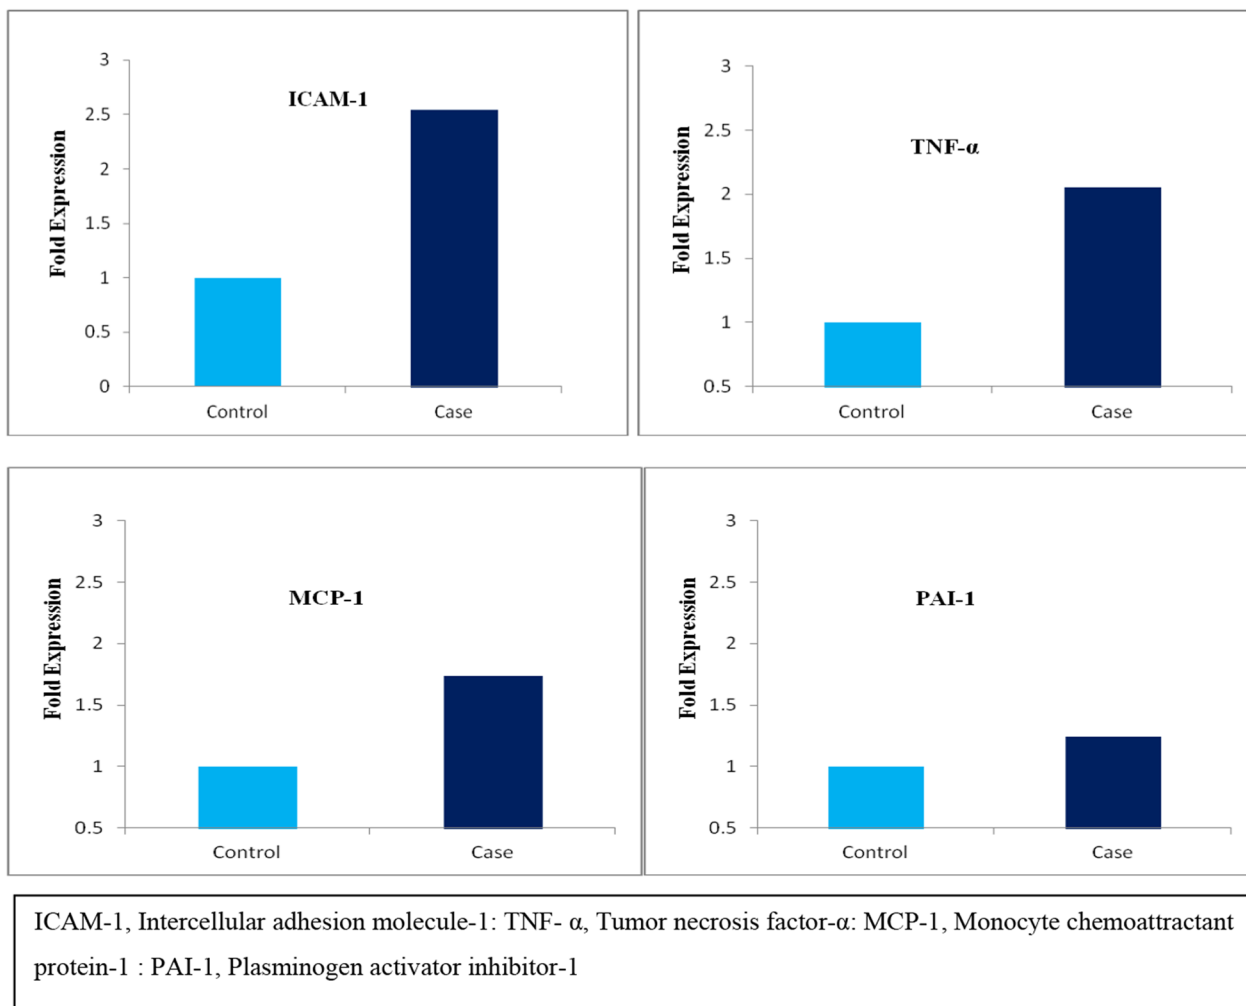 3
2.5
2
1.5
1
0.5
0
Fold Expression
ICAM-1
Control Case
3
2.5
2
1.5
1
0.5
Fold Expression
TNF-α
Control Case
3
2.5
2
1.5
1
0.5
Fold Expression
MCP-1
Control Case
3
2.5
2
1.5
1
0.5
Fold Expression
PAI-1
Control Case
ICAM-1, Intercellular adhesion molecule-1: TNF- α, Tumor necrosis factor-α: MCP-1, Monocyte chemoattractant
protein-1 : PAI-1, Plasminogen activator inhibitor-1